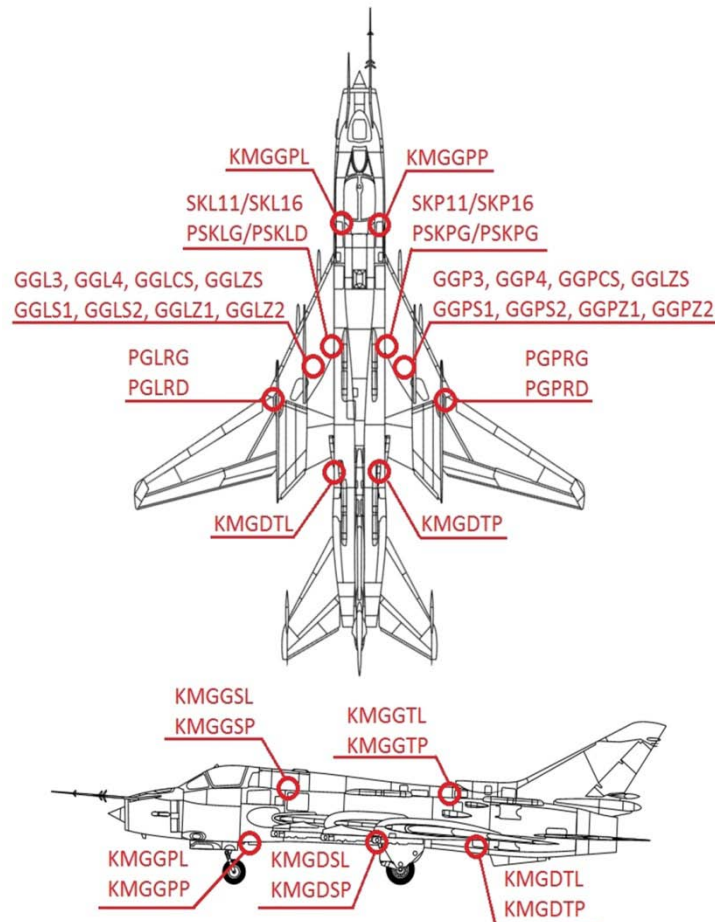 KMGGPL
KMGGPP
SKL11/SKL16
SKP11/SKP16
PSKLG/PSKLD
PSKPG/PSKPG
GGL3, GGL4, GGLCS, GGLZS
GGP3, GGP4, GGPCS, GGLZS
GGLS1, GGLS2, GGLZ1, GGLZ2
GGPS1, GGPS2, GGPZ1, GGPZ2
PGLRG
PGPRG
PGLRD
PGPRD
KMGDTL
KMGDTP
KMGGSL
KMGGTL
KMGGSP
KMGGTP
KMGGPL
KMGDSL
KMGGPP
KMGDSP
KMGDTL
KMGDTP